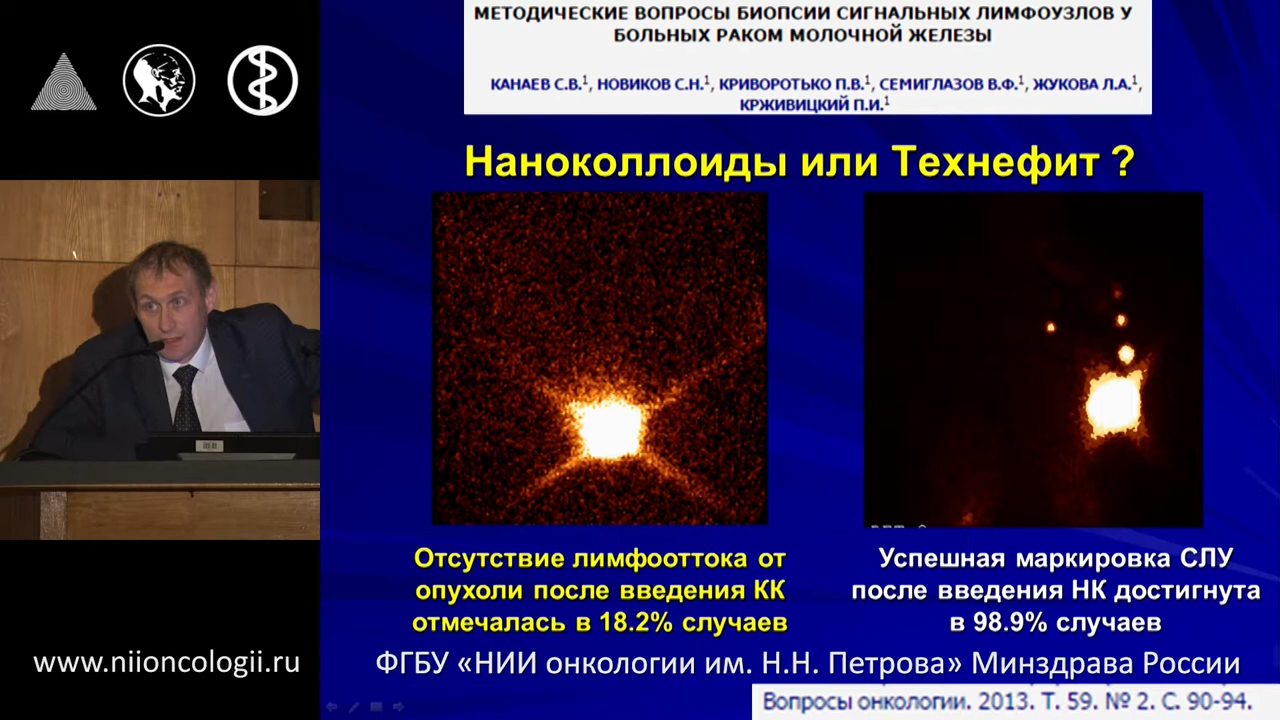 МЕТОДИЧЕСКИЕ ВОПРОСЫ БИОПСИИ СИГНАЛЬНЫХ ЛИМФОУЗЛОВ У
БОЛЬНЫХ РАКОМ МОЛОЧНОЙ ЖЕЛЕЗЫ
КАНАЕВ С.В.1, НОВИКОВ С.Н.1, КРИВОРОТЬКО П.В.1, СЕМИГЛАЗОВ В.Ф.1, ЖУКОВА Л.А.1,
КРЖИВИЦКИЙ П.И.1
Наноколлоиды или Технефит ?
Отсутствие лимфооттока от
опухоли после введения КК
отмечалась в 18.2% случаев
Успешная маркировка СЛУ
после введения НК достигнута
в 98.9% случаев
www.niioncologii.ru
ФГБУ «НИИ онкологии им. Н.Н. Петрова» Минздрава России
Вопросы онкологии. 2013. Т. 59. № 2. С. 90-94.